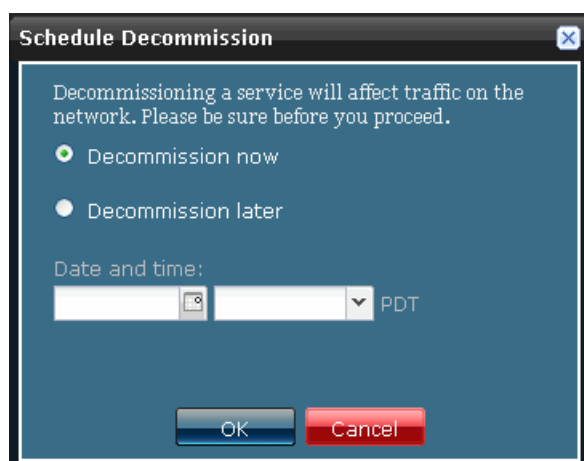 Schedule Decommission
Decommissioning a service will affect traffic on the
network. Please be sure before you proceed.
Decommission now
Decommission later
Date and time:
PDT
OK
Cancel